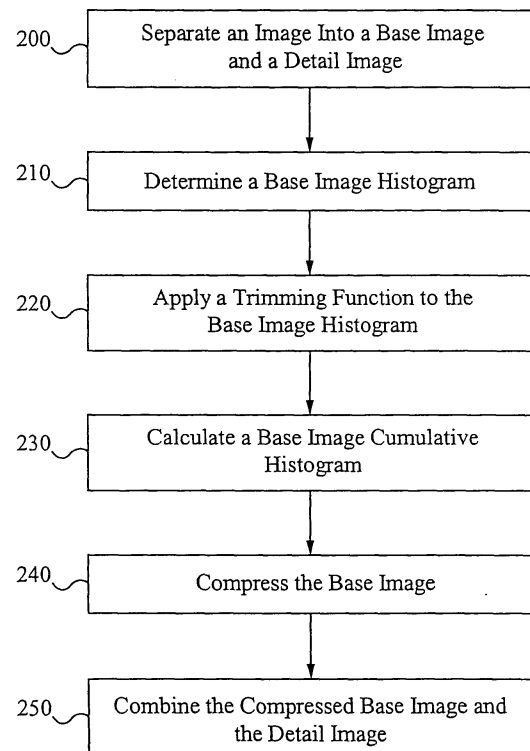 200
Separate an Image Into a Base Image
and a Detail Image
210
Determine a Base Image Histogram
220
Apply a Trimming Function to the
Base Image Histogram
230
Calculate a Base Image Cumulative
Histogram
240
Compress the Base Image
250
Combine the Compressed Base Image and
the Detail Image